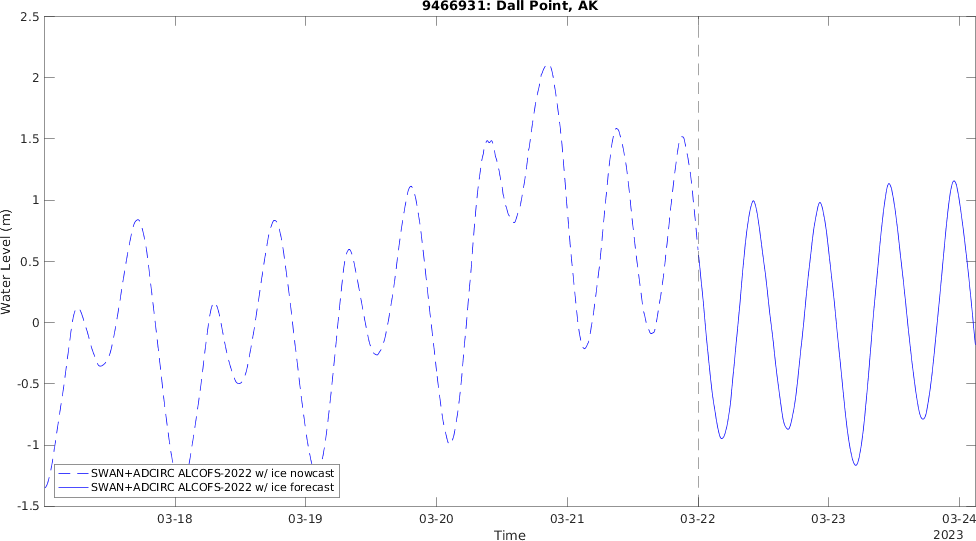 9466931: Dall Point, AK
2.5
2
1.5
1
0.5
0
-0.5
-1
-1.5
Water Level (m)
SWAN+ADCIRC ALCOFS-2022 w/ ice nowcast
SWAN+ADCIRC ALCOFS-2022 w/ ice forecast
03-18 03-19 03-20 03-21 03-22 03-23 03-24
Time
2023